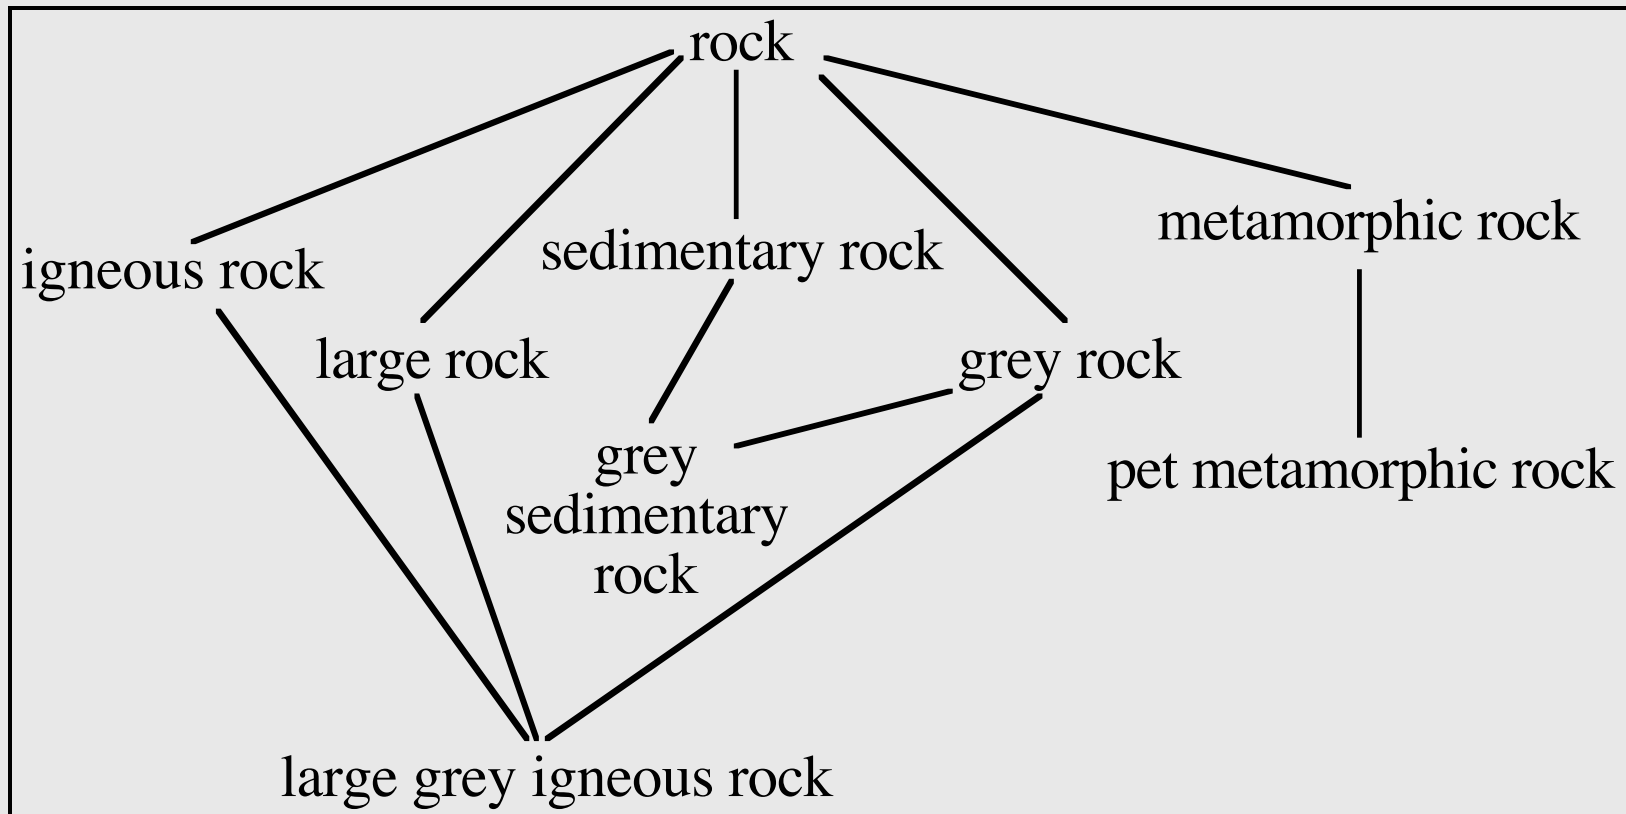 rock
metamorphic rock
sedimentary rock
igneous rock
large rock
grey rock
grey
sedimentary
rock
pet metamorphic rock
large grey igneous rock